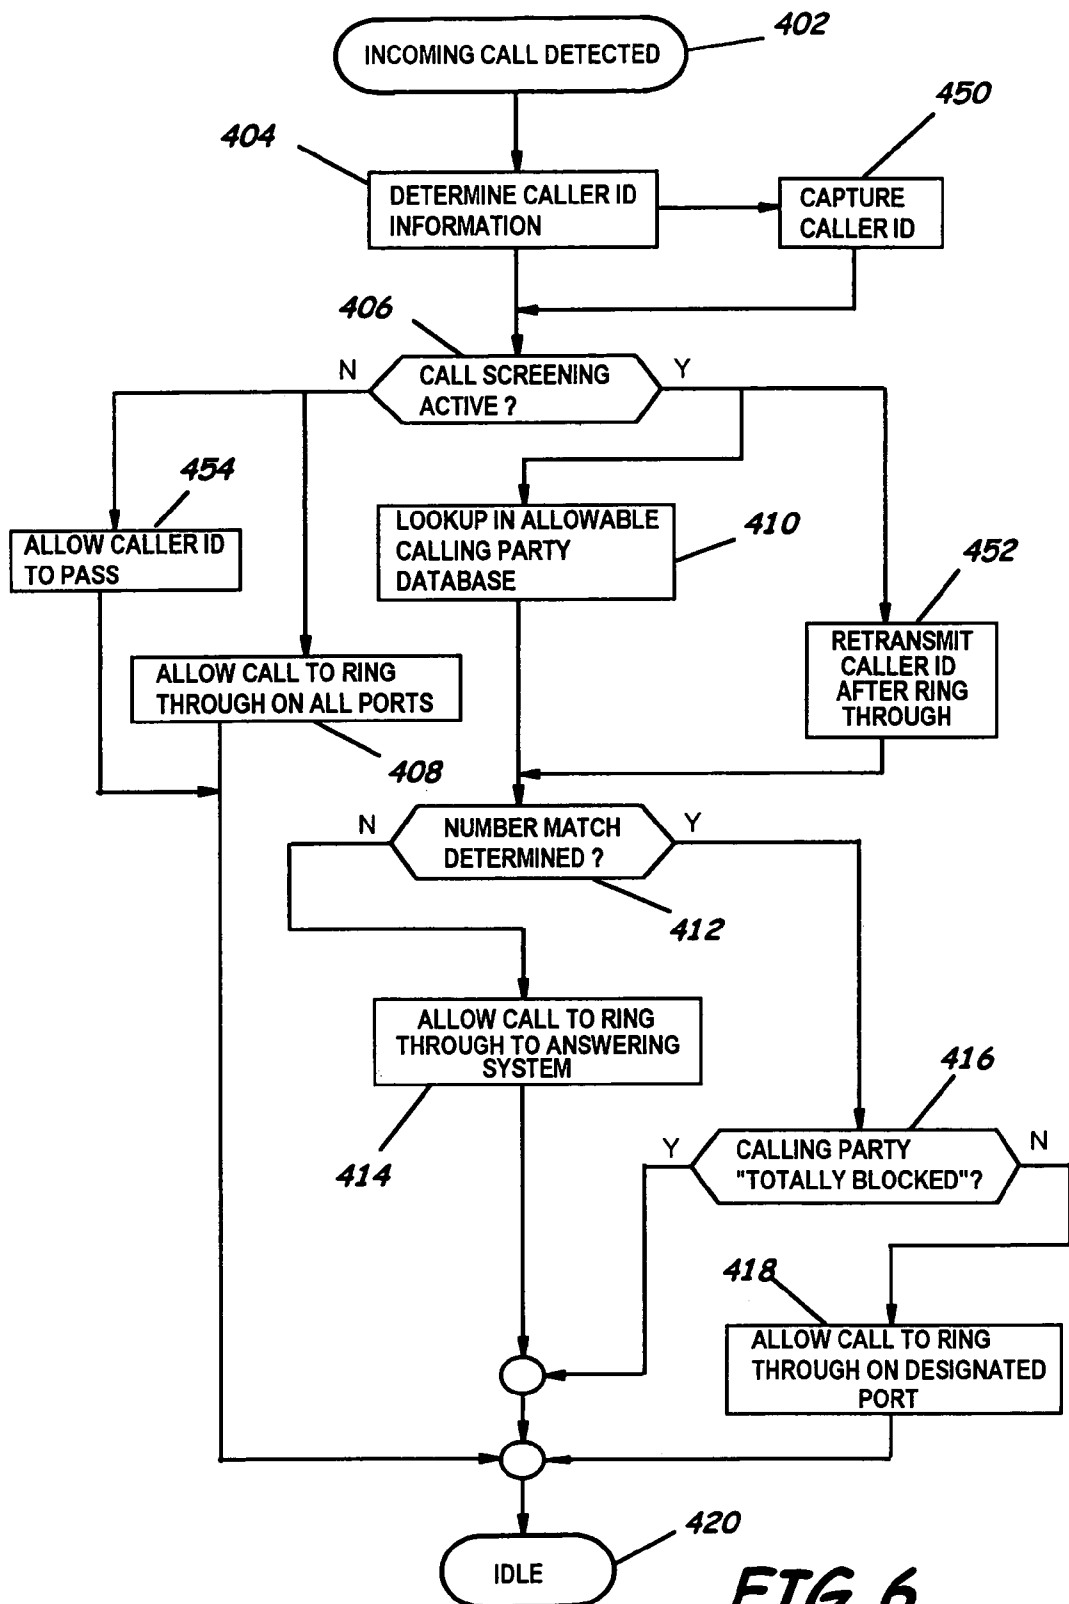 INCOMING CALL DETECTED
402
450
404
DETERMINE CALLER ID
INFORMATION
CAPTURE
CALLER ID
406
N
CALL SCREENING
ACTIVE ?
Y
454
ALLOW CALLER ID
TO PASS
LOOKUP IN ALLOWABLE
CALLING PARTY
DATABASE
410
452
RETRANSMIT
CALLER ID
AFTER RING
THROUGH
ALLOW CALL TO RING
THROUGH ON ALL PORTS
408
N
NUMBER MATCH
DETERMINED ?
Y
412
ALLOW CALL TO RING
THROUGH TO ANSWERING
SYSTEM
414
416
Y
CALLING PARTY
"TOTALLY BLOCKED"?
N
418
ALLOW CALL TO RING
THROUGH ON DESIGNATED
PORT
420
IDLE
FIG 6